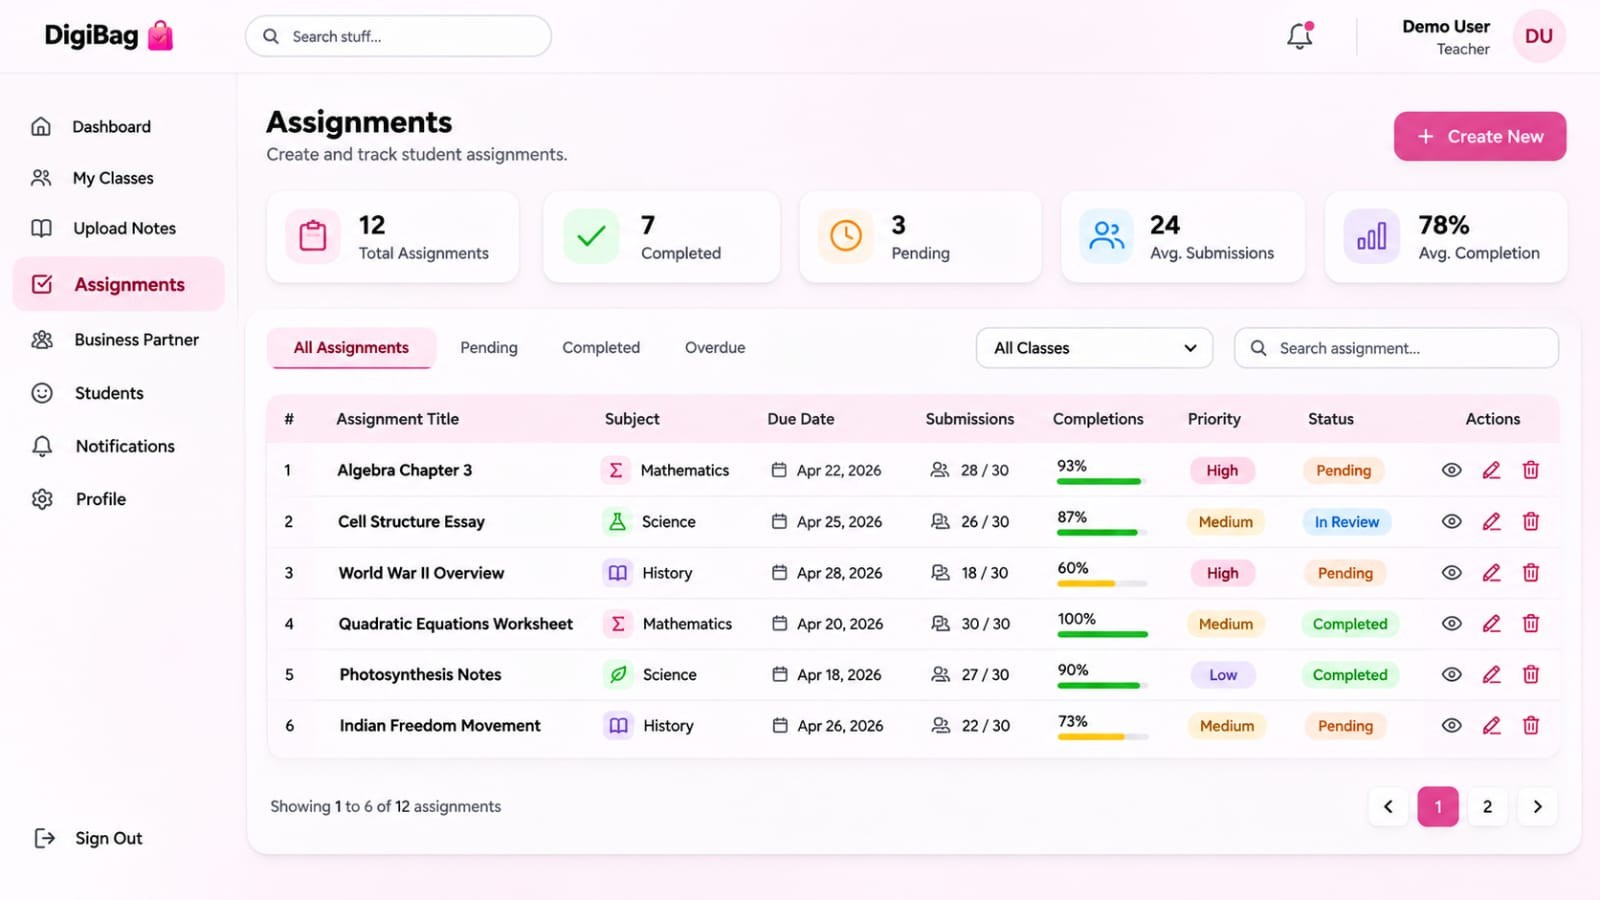 DigiBag
Search stuff...
Demo User
Teacher
DU
Dashboard
My Classes
Upload Notes
Assignments
Business Partner
Students
Notifications
Profile
Sign Out
Assignments
Create and track student assignments.
+ Create New
12
Total Assignments
7
Completed
3
Pending
24
Avg. Submissions
78%
Avg. Completion
All Assignments Pending Completed Overdue
All Classes
Search assignment...
# Assignment Title Subject Due Date Submissions Completions Priority Status Actions
1 Algebra Chapter 3 Mathematics Apr 22, 2026 28 / 30 93% High Pending
2 Cell Structure Essay Science Apr 25, 2026 26 / 30 87% Medium In Review
3 World War II Overview History Apr 28, 2026 18 / 30 60% High Pending
4 Quadratic Equations Worksheet Mathematics Apr 20, 2026 30 / 30 100% Medium Completed
5 Photosynthesis Notes Science Apr 18, 2026 27 / 30 90% Low Completed
6 Indian Freedom Movement History Apr 26, 2026 22 / 30 73% Medium Pending
Showing 1 to 6 of 12 assignments
1 2